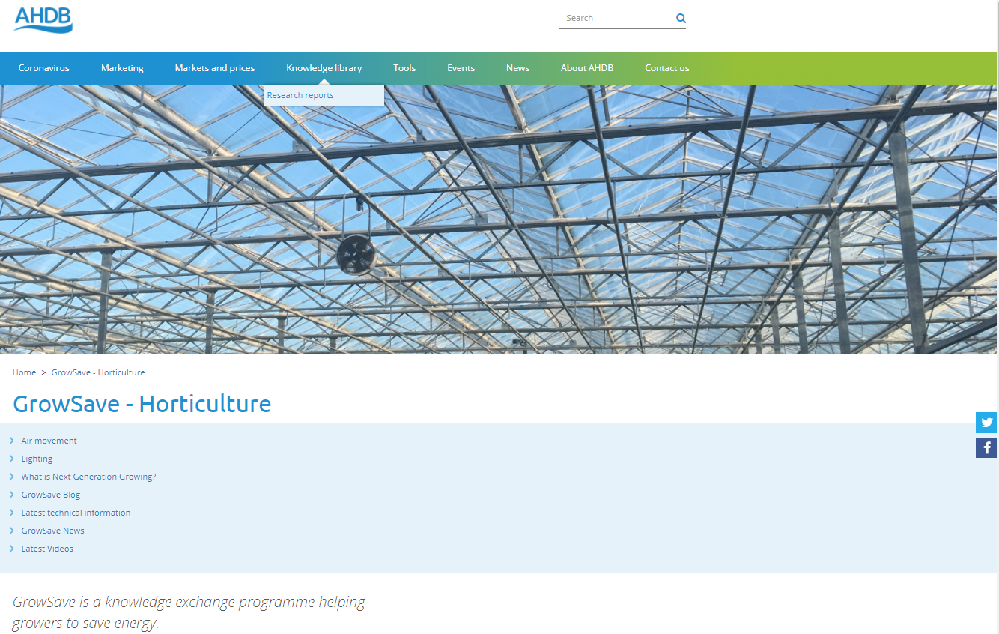 AHDB
Search
Coronavirus
Marketing
Markets and prices
Knowledge library
Tools
Events
News
About AHDB
Contact us
Research reports
Home > GrowSave - Horticulture
GrowSave - Horticulture
Air movement
Lighting
What is Next Generation Growing?
GrowSave Blog
Latest technical information
GrowSave News
Latest Videos
GrowSave is a knowledge exchange programme helping
growers to save energy.